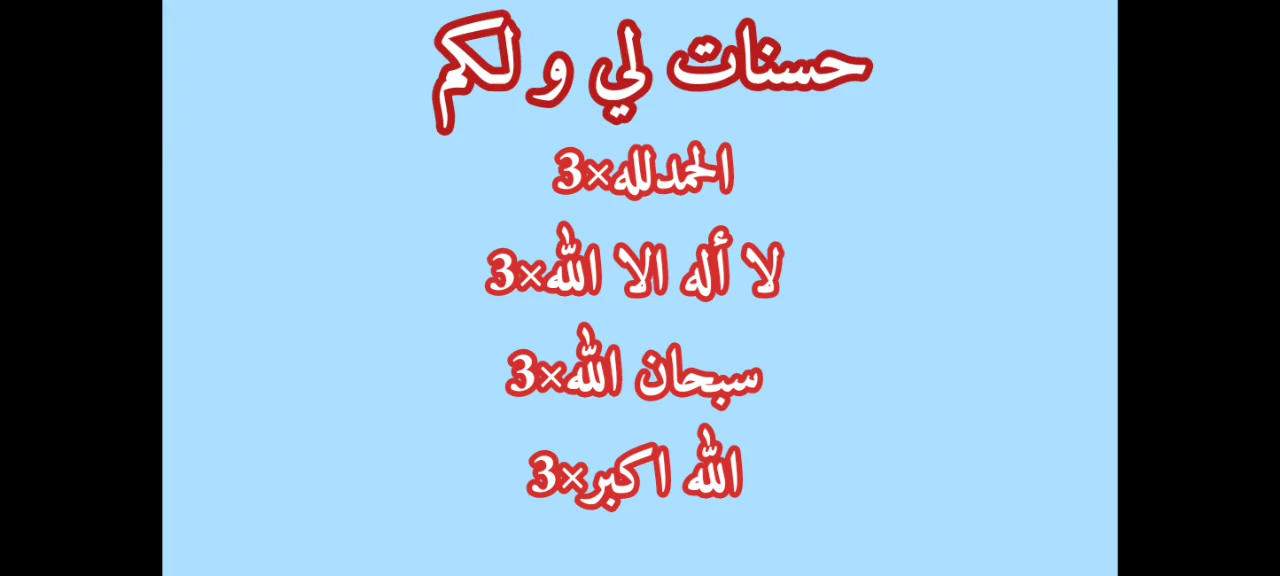 حسنات لي و لكم
الحمدلله×3
لا أله الا الله×3
سبحان الله×3
الله اكبر×3